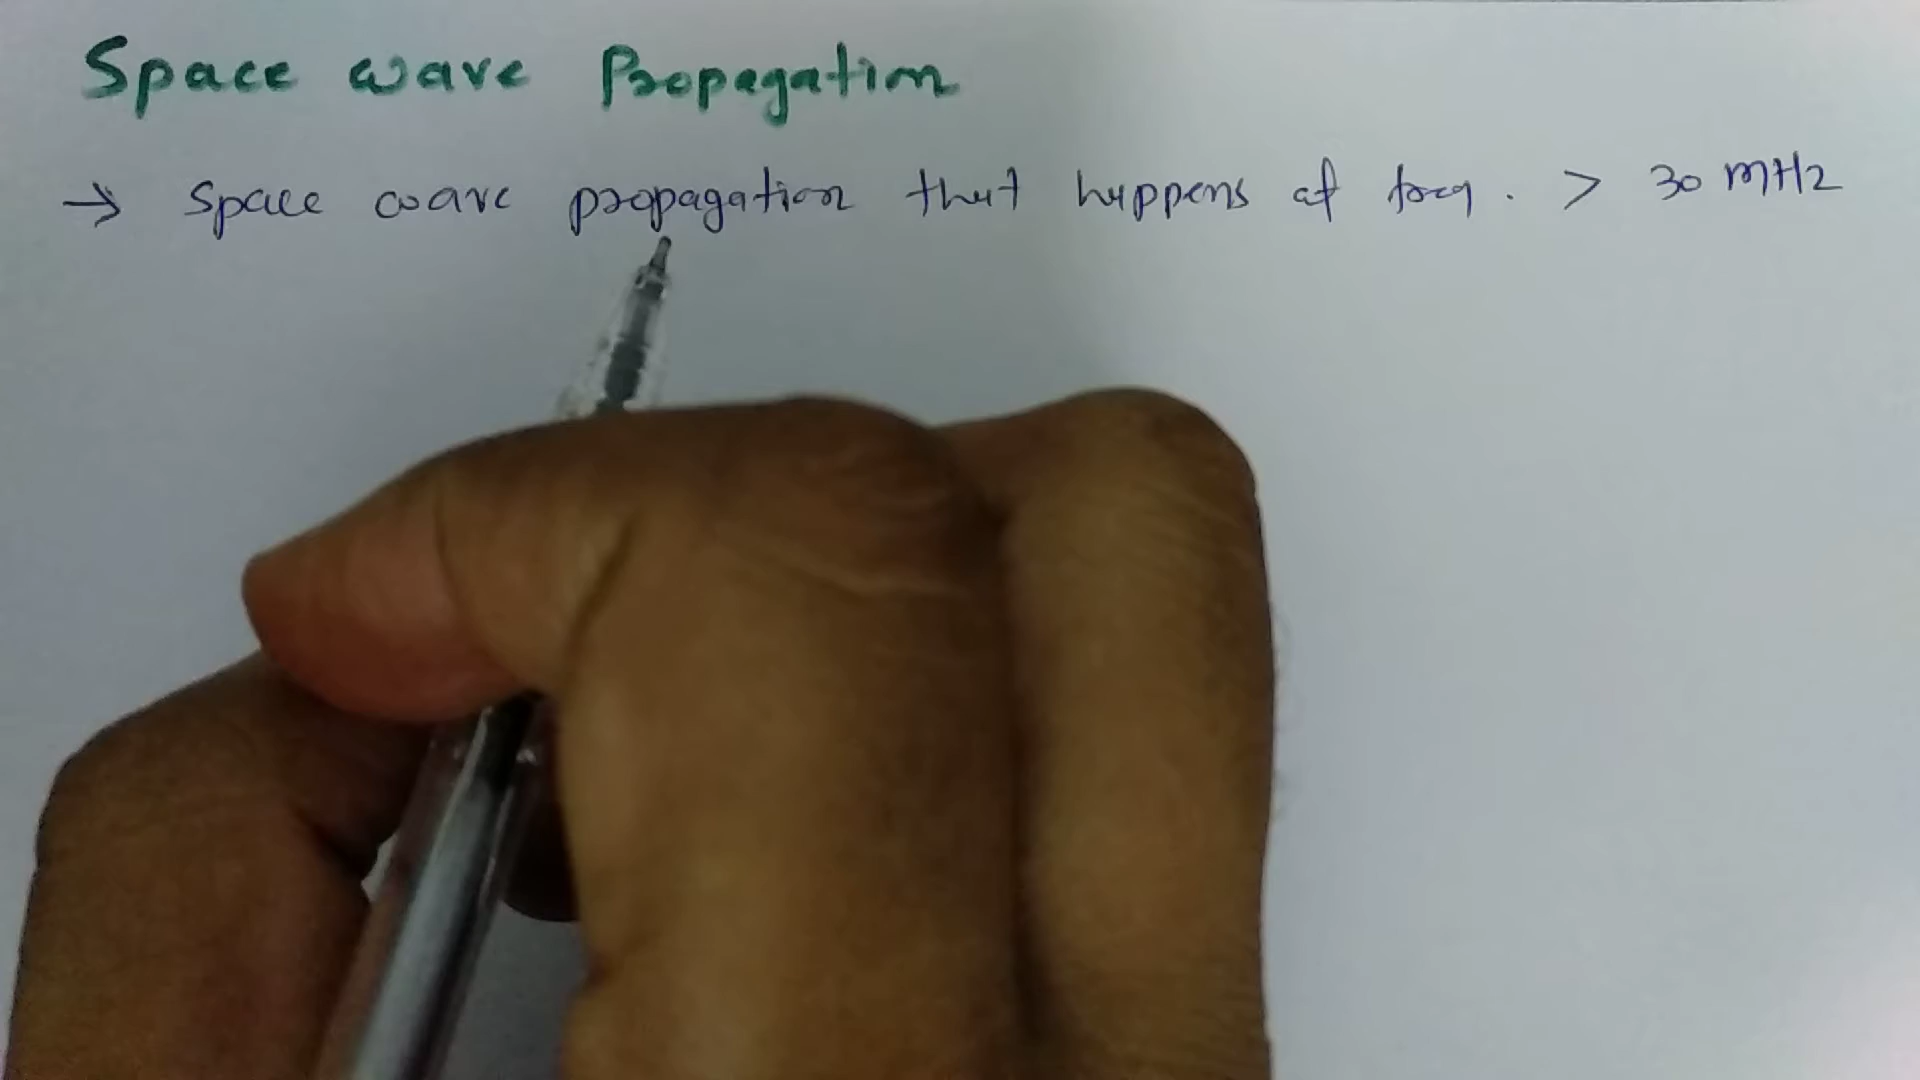 Space wave Propagation
→ Space wave propagation that happens at freq. > 30 MHz